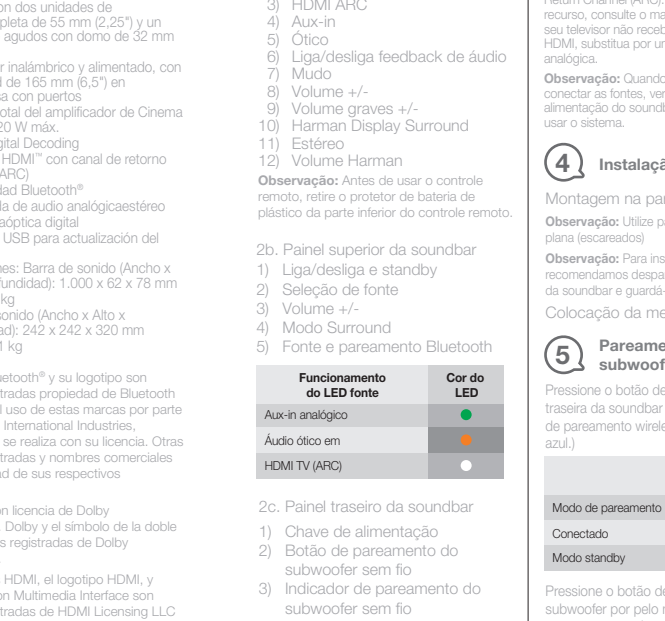 on dos unidades de
pleta de 55 mm (2,25") y un
agudos con domo de 32 mm
r inalámbrico y alimentado, con
d de 165 mm (6,5") en
sa con puertos
otal del amplificador de Cinema
20 W máx.
gital Decoding
HDMI™ con canal de retorno
ARC)
dad Bluetooth®
da de audio analógicaestéreo
aóptica digital
USB para actualización del
nes: Barra de sonido (Ancho x
fundidad): 1.000 x 62 x 78 mm
kg
sonido (Ancho x Alto x
ad): 242 x 242 x 320 mm
1 kg
uetooth® y su logotipo son
stradas propiedad de Bluetooth
l uso de estas marcas por parte
International Industries,
se realiza con su licencia. Otras
tradas y nombres comerciales
ad de sus respectivos
on licencia de Dolby
Dolby y el símbolo de la doble
s registradas de Dolby
HDMI, el logotipo HDMI, y
on Multimedia Interface son
tradas de HDMI Licensing LLC
3) HDMI ARC
4) Aux-in
5) Ótico
6) Liga/desliga feedback de áudio
7) Mudo
8) Volume +/-
9) Volume graves +/-
10) Harman Display Surround
11) Estéreo
12) Volume Harman
Observação: Antes de usar o controle
remoto, retire o protetor de bateria de
plástico da parte inferior do controle remoto.
2b. Painel superior da soundbar
1) Liga/desliga e standby
2) Seleção de fonte
3) Volume +/-
4) Modo Surround
5) Fonte e pareamento Bluetooth
Funcionamento do LED fonte
Cor do LED
Aux-in analógico
Áudio ótico em
HDMI TV (ARC)
2c. Painel traseiro da soundbar
1) Chave de alimentação
2) Botão de pareamento do
subwoofer sem fio
3) Indicador de pareamento do
subwoofer sem fio
Return Channel (ARC).
recurso, consulte o ma
seu televisor não receb
HDMI, substitua por un
analógica.
Observação: Quando
conectar as fontes, ver
alimentação do soundb
usar o sistema.
4 Instalaçã
Montagem na par
Observação: Utilize pa
plana (escareados)
Observação: Para inst
recomendamos despar
da soundbar e guardá-
Colocação da me
5 Pareame
subwoofe
Pressione o botão de
traseira da soundbar
de pareamento wirele
azul.)
Modo de pareamento
Conectado
Modo standby
Pressione o botão de
subwoofer por pelo m